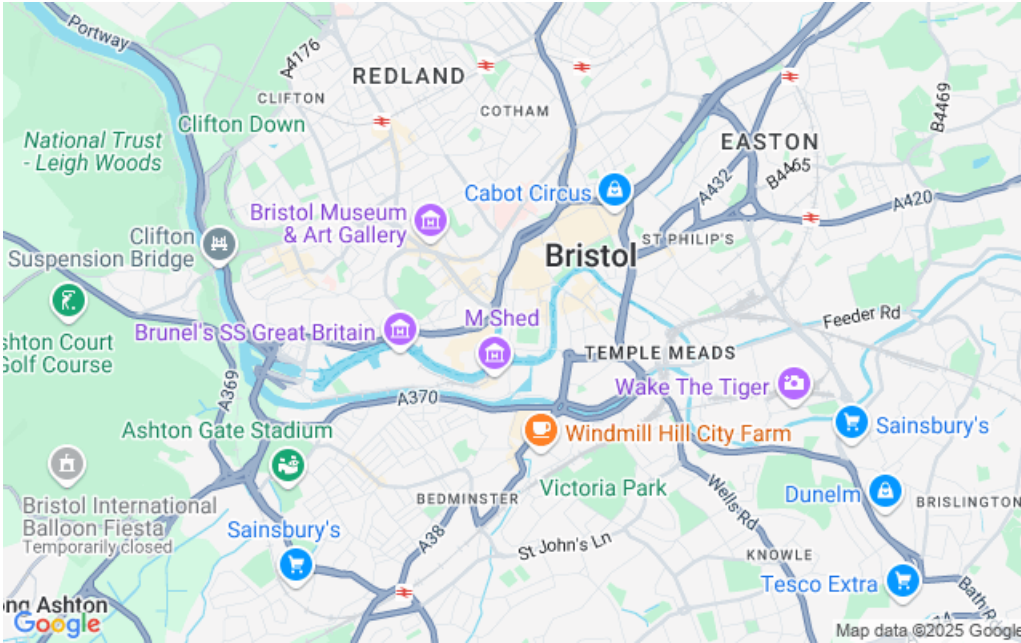 Portway
A4176
REDLAND
CLIFTON
COTHAM
B4469
Clifton Down
National Trust
- Leigh Woods
EASTON
B4465
A432
Cabot Circus
A420
Bristol Museum
& Art Gallery
Clifton
Suspension Bridge
ST PHILIP'S
Bristol
shton Court
Golf Course
Brunel's SS Great Britain
M Shed
Feeder Rd
TEMPLE MEADS
A369
A370
Wake The Tiger
Ashton Gate Stadium
Windmill Hill City Farm
Sainsbury's
Bristol International
Balloon Fiesta
Temporarily closed
BEDMINSTER
Victoria Park
Wells Rd
Dunelm
BRISLINGTON
Sainsbury's
A38
St John's Ln
KNOWLE
Tesco Extra
Bath R
ong Ashton
Google
Map data ©2025 Google